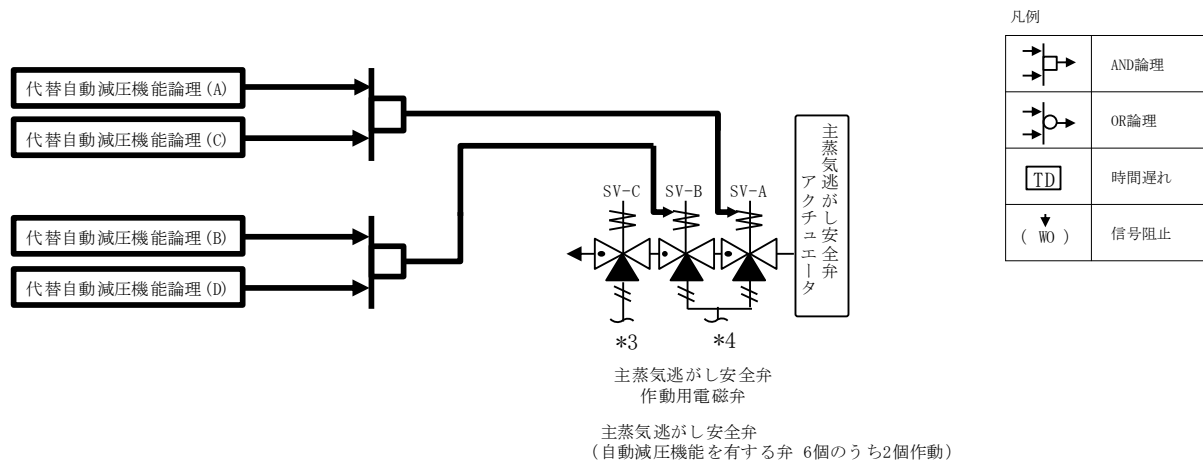 代替自動減圧機能論理(A)
代替自動減圧機能論理(C)
代替自動減圧機能論理(B)
代替自動減圧機能論理(D)
SV-C
SV-B
SV-A
主蒸気逃がし安全弁
アクチュエータ
*3
*4
主蒸気逃がし安全弁
作動用電磁弁
主蒸気逃がし安全弁
(自動減圧機能を有する弁 6個のうち2個作動)
凡例
AND論理
OR論理
TD
時間遅れ
( WO )
信号阻止